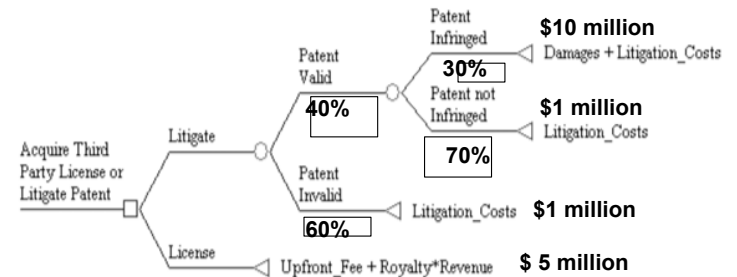 Patent
Infringed
$10 million
Damages + Litigation_Costs
30%
Patent
Valid
40%
Patent not
Infringed
$1 million
Litigation_Costs
70%
Acquire Third
Party License or
Litigate Patent
Litigate
Patent
Invalid
60%
Litigation_Costs $1 million
License
Upfront_Fee + Royalty*Revenue $ 5 million